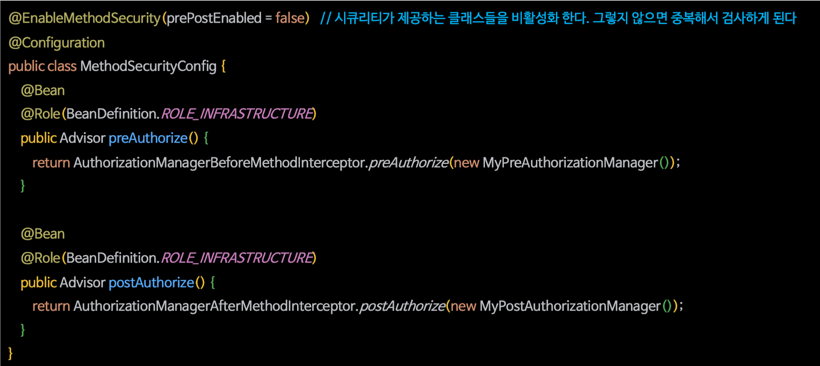 @EnableMethodSecurity(prePostEnabled = false)   // 시큐리티가 제공하는 클래스들을 비활성화 한다. 그렇지 않으면 중복해서 검사하게 된다
@Configuration
public class MethodSecurityConfig {
    @Bean
    @Role(BeanDefinition.ROLE_INFRASTRUCTURE)
    public Advisor preAuthorize() {
        return AuthorizationManagerBeforeMethodInterceptor.preAuthorize(new MyPreAuthorizationManager());
    }

    @Bean
    @Role(BeanDefinition.ROLE_INFRASTRUCTURE)
    public Advisor postAuthorize() {
        return AuthorizationManagerAfterMethodInterceptor.postAuthorize(new MyPostAuthorizationManager());
    }
}